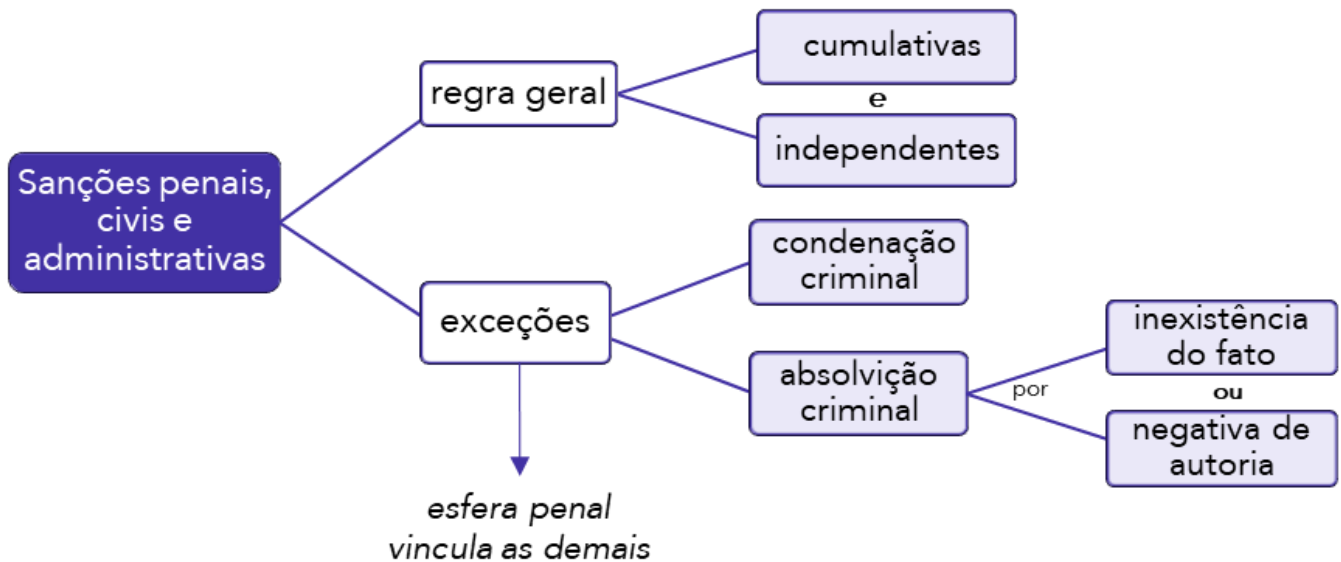 Sanções penais,
civis e
administrativas
regra geral
cumulativas
e
independentes
exceções
condenação
criminal
absolvição
criminal
por
inexistência
do fato
ou
negativa de
autoria
esfera penal
vincula as demais